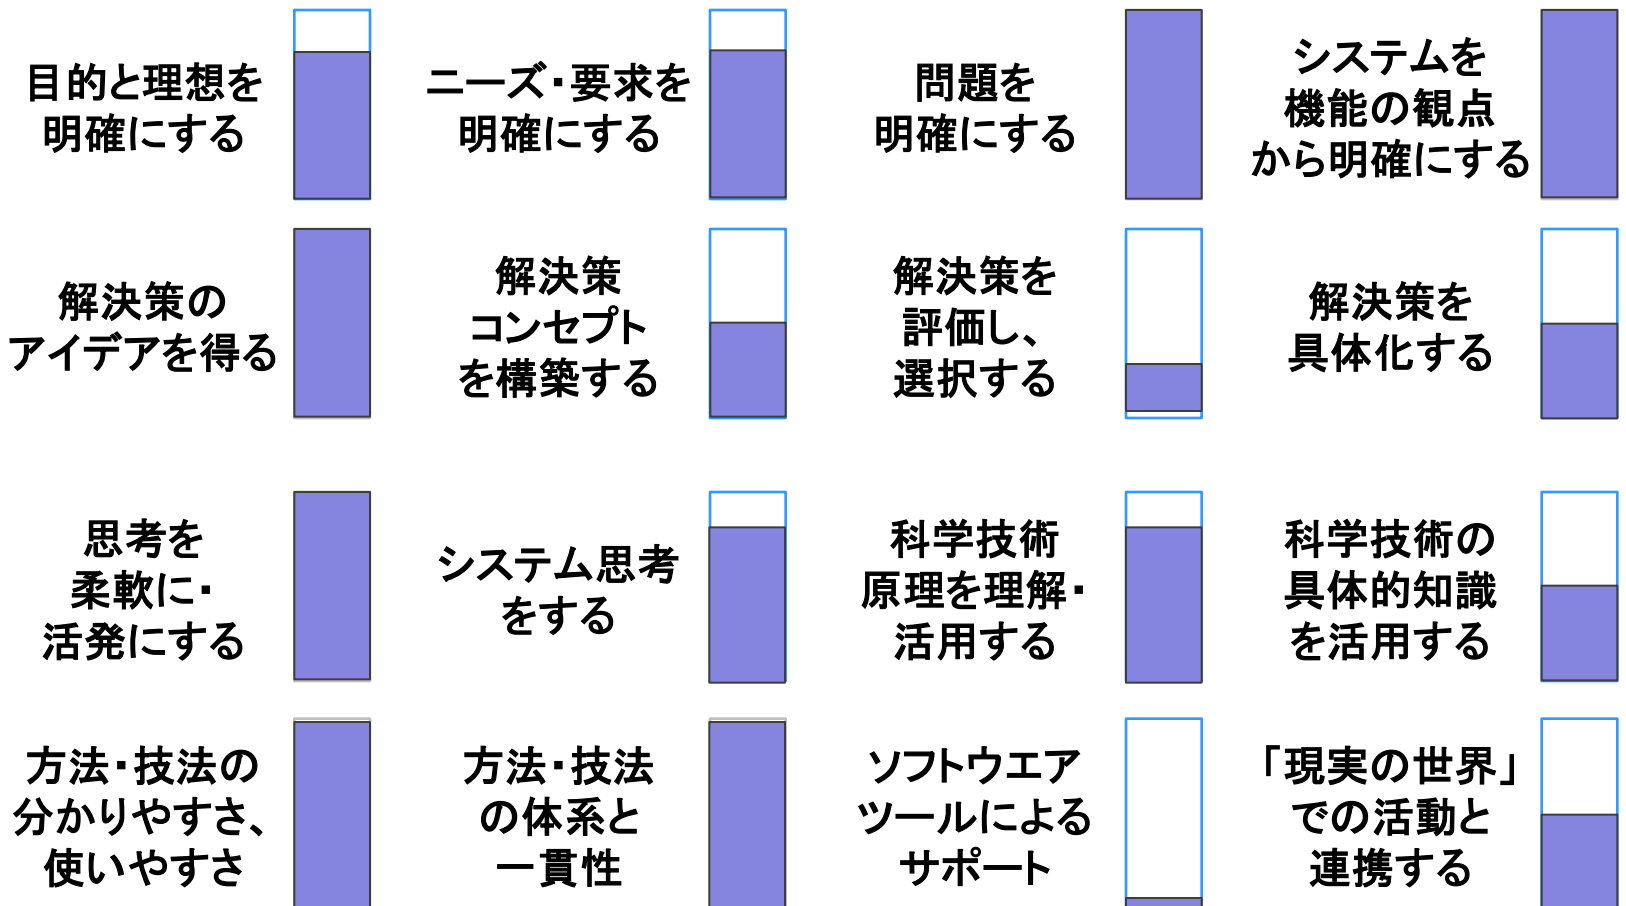 目的と理想を
明確にする
ニーズ・要求を
明確にする
問題を
明確にする
システムを
機能の観点
から明確にする
解決策の
アイデアを得る
解決策
コンセプト
を構築する
解決策を
評価し、
選択する
解決策を
具体化する
思考を
柔軟に・
活発にする
システム思考
をする
科学技術
原理を理解・
活用する
科学技術の
具体的知識
を活用する
方法・技法の
分かりやすさ、
使いやすさ
方法・技法
の体系と
一貫性
ソフトウエア
ツールによる
サポート
「現実の世界」
での活動と
連携する